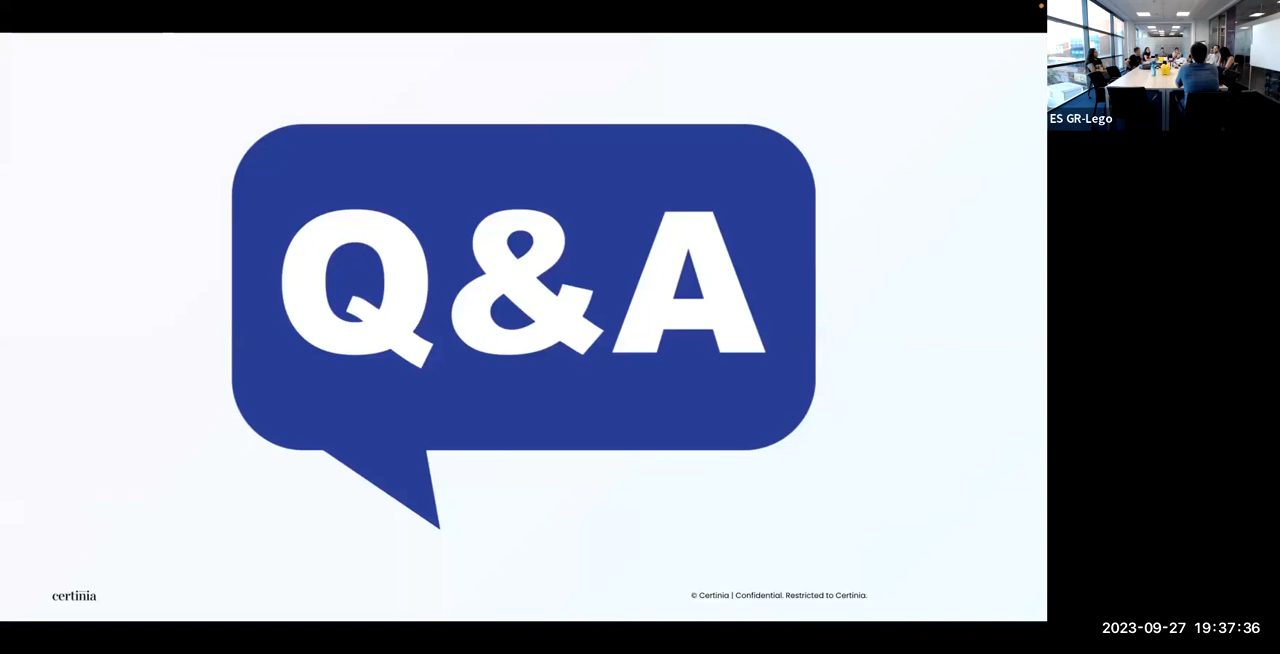 ES GR-Lego
Q&A
certinia
© Certinia | Confidential. Restricted to Certinia.
2023-09-27 19:37:36